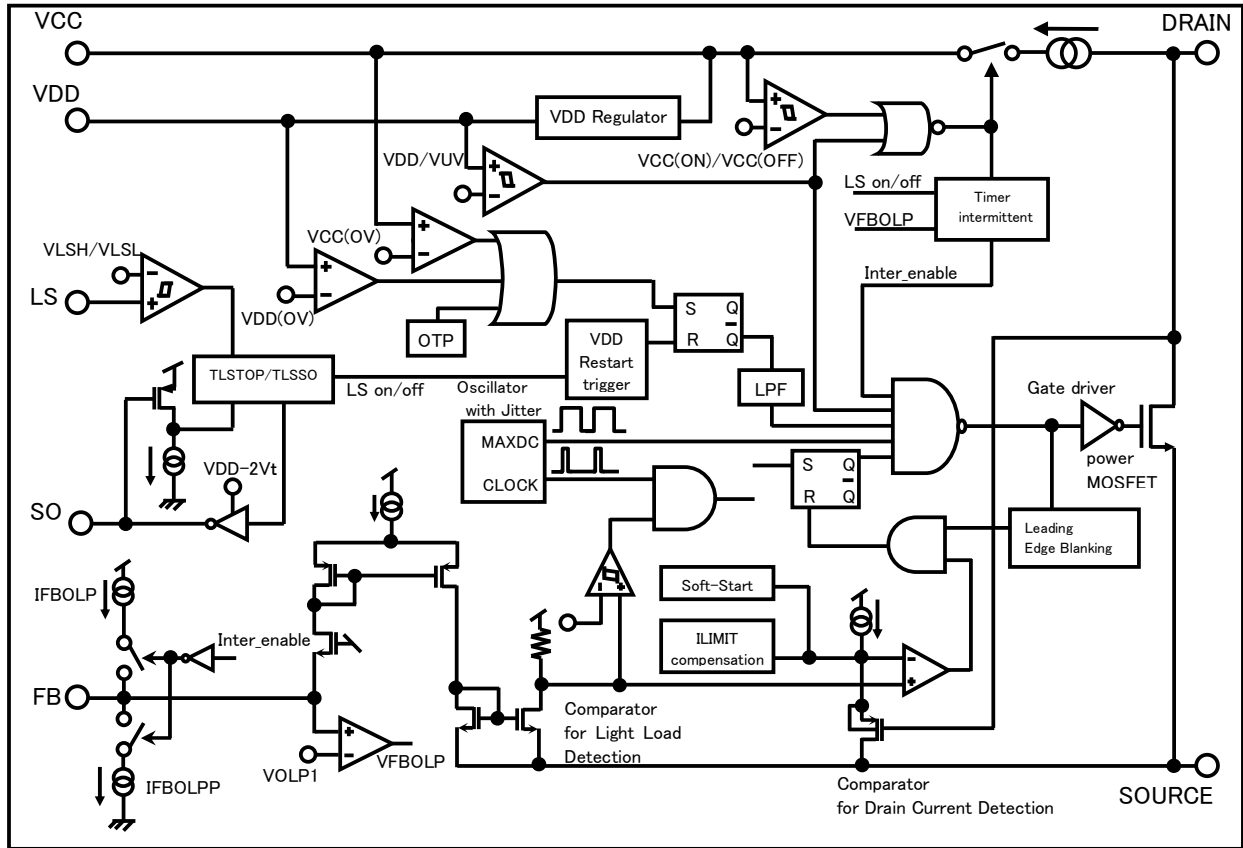 VCC
DRAIN
VDD
VDD Regulator
VDD/VUV
VCC(ON)/VCC(OFF)
LS on/off
Timer
intermittent
VFBOLP
VCC(OV)
VLSH/VLSL
Inter_enable
LS
VDD(OV)
S Q
R Q
OTP
VDD
Restart
trigger
TLSTOP/TLSSO
LS on/off
LPF
Oscillator
with Jitter
Gate driver
MAXDC
CLOCK
VDD-2Vt
S Q
R Q
power
MOSFET
SO
Leading
Edge Blanking
IFBOLP
Soft-Start
Inter_enable
ILIMIT
compensation
FB
Comparator
for Light Load
Detection
VOLP1
VFBOLP
IFBOLPP
Comparator
for Drain Current Detection
SOURCE
+
-
+
-
+
-
+
-
-
+
-
+
-
+
+
-